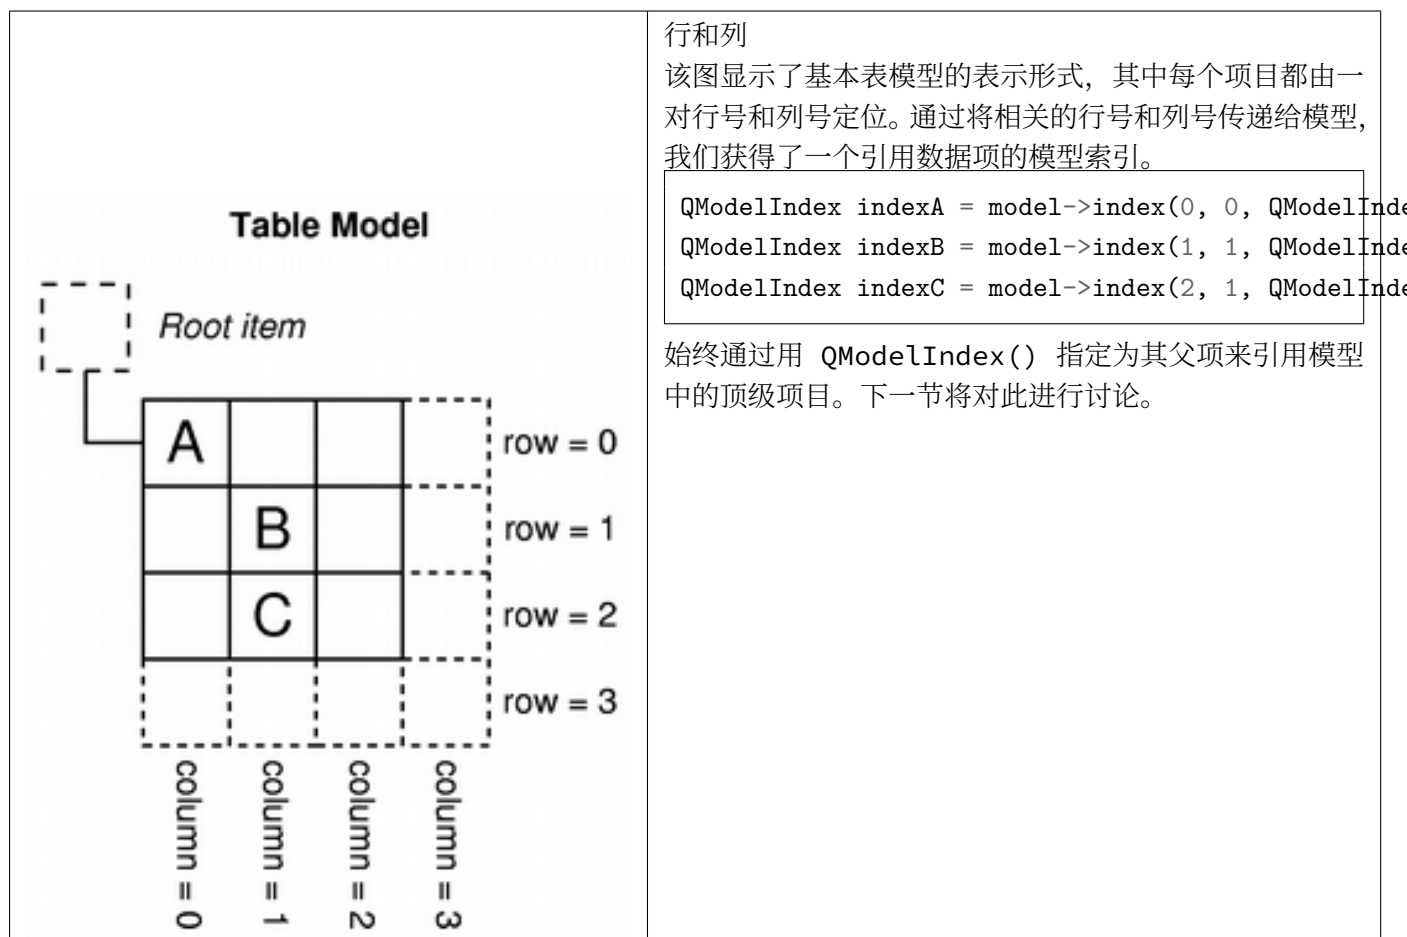 Table Model
Root item
A
row = 0
B
row = 1
C
row = 2
row = 3
column = 0
column = 1
column = 2
column = 3
行和列
该图显示了基本表模型的表示形式，其中每个项目都由一
对行号和列号定位。通过将相关的行号和列号传递给模型，
我们获得了一个引用数据项的模型索引。
QModelIndex indexA = model->index(0, 0, QModelInde
QModelIndex indexB = model->index(1, 1, QModelInde
QModelIndex indexC = model->index(2, 1, QModelInde
始终通过用 QModelIndex() 指定为其父项来引用模型
中的顶级项目。下一节将对此进行讨论。